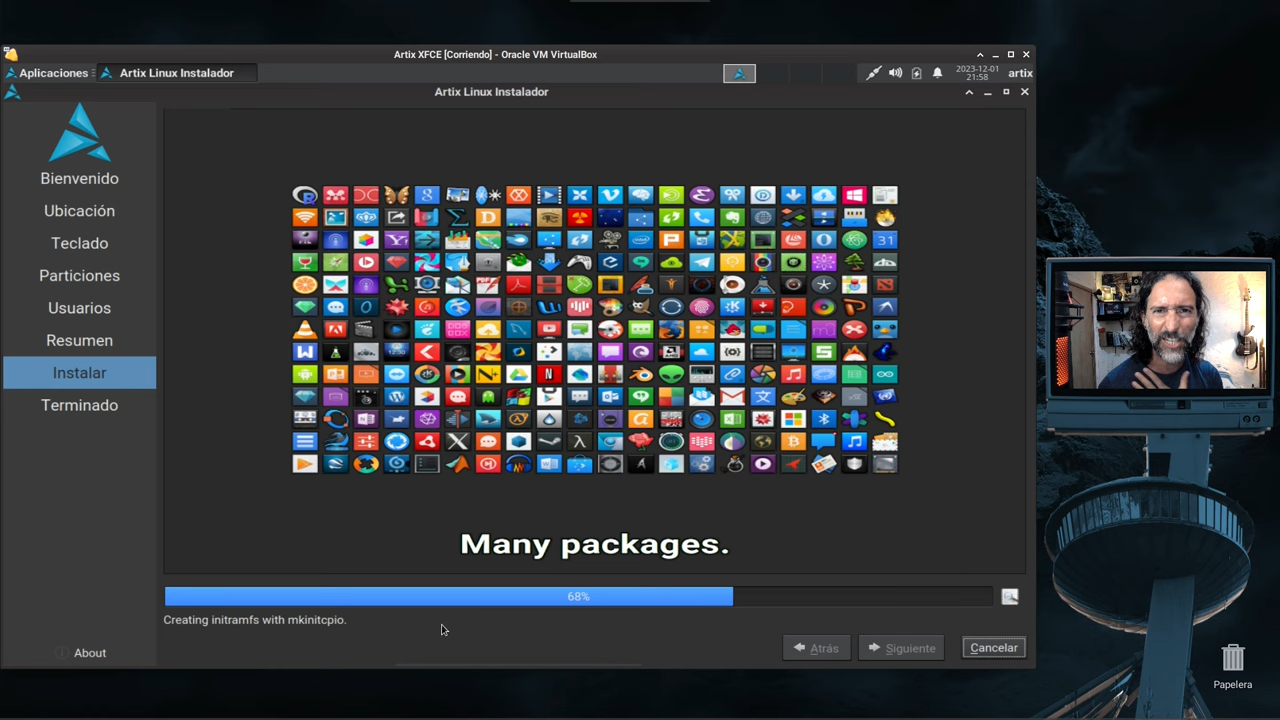 Artix XFCE [Corriendo] - Oracle VM VirtualBox
Aplicaciones
Artix Linux Instalador
2023-12-01
21:58
artix
Artix Linux Instalador
Bienvenido
Ubicación
Teclado
Particiones
Usuarios
Resumen
Instalar
Terminado
Many packages.
68%
Creating initramfs with mkinitcpio.
About
Atrás
Siguiente
Cancelar
Papelera